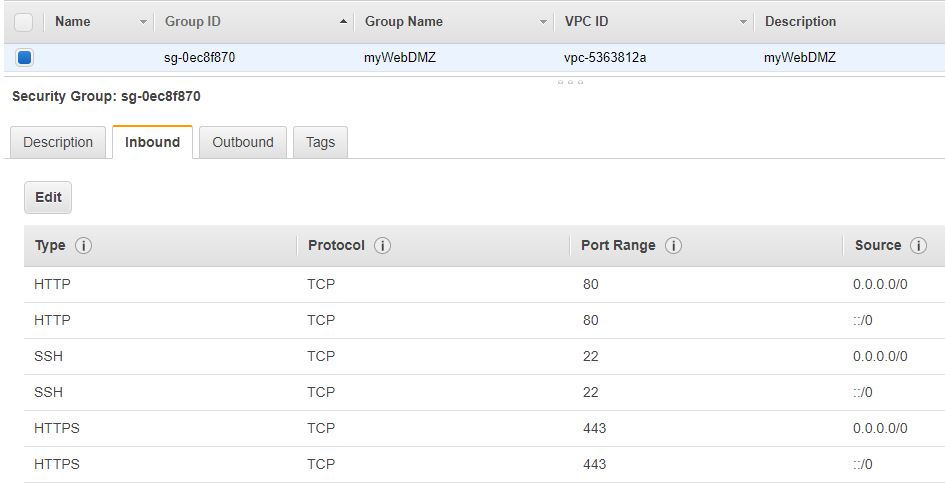 Name Group ID Group Name VPC ID Description
sg-0ec8f870 myWebDMZ vpc-5363812a myWebDMZ
Security Group: sg-0ec8f870
Description Inbound Outbound Tags
Edit
Type Protocol Port Range Source
HTTP TCP 80 0.0.0.0/0
HTTP TCP 80 ::/0
SSH TCP 22 0.0.0.0/0
SSH TCP 22 ::/0
HTTPS TCP 443 0.0.0.0/0
HTTPS TCP 443 ::/0